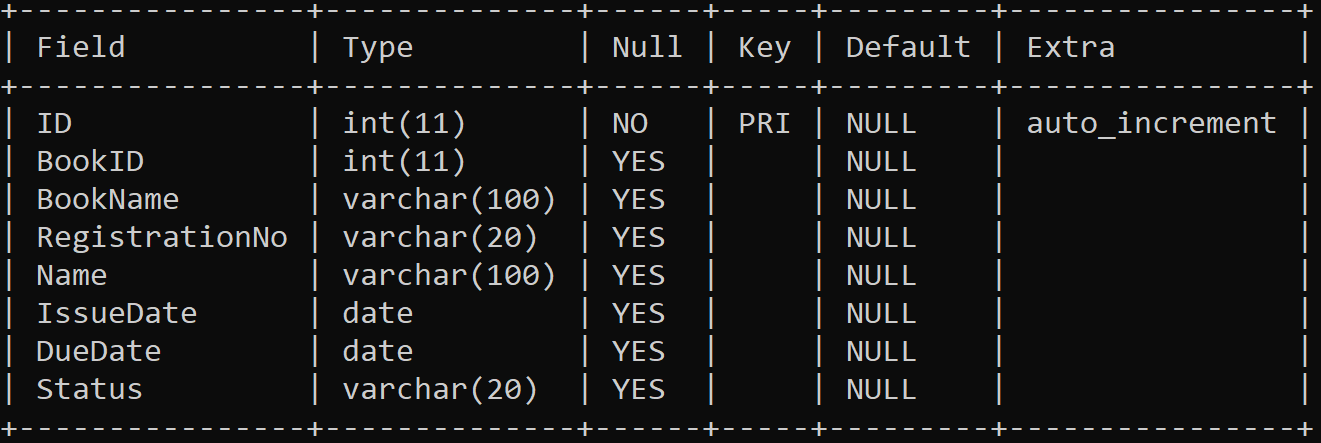 +----------------+--------------+------+-----+---------+----------------+
| Field          | Type         | Null | Key | Default | Extra          |
+----------------+--------------+------+-----+---------+----------------+
| ID             | int(11)      | NO   | PRI | NULL    | auto_increment |
| BookID         | int(11)      | YES  |     | NULL    |                |
| BookName       | varchar(100) | YES  |     | NULL    |                |
| RegistrationNo | varchar(20)  | YES  |     | NULL    |                |
| Name           | varchar(100) | YES  |     | NULL    |                |
| IssueDate      | date         | YES  |     | NULL    |                |
| DueDate        | date         | YES  |     | NULL    |                |
| Status         | varchar(20)  | YES  |     | NULL    |                |
+----------------+--------------+------+-----+---------+----------------+